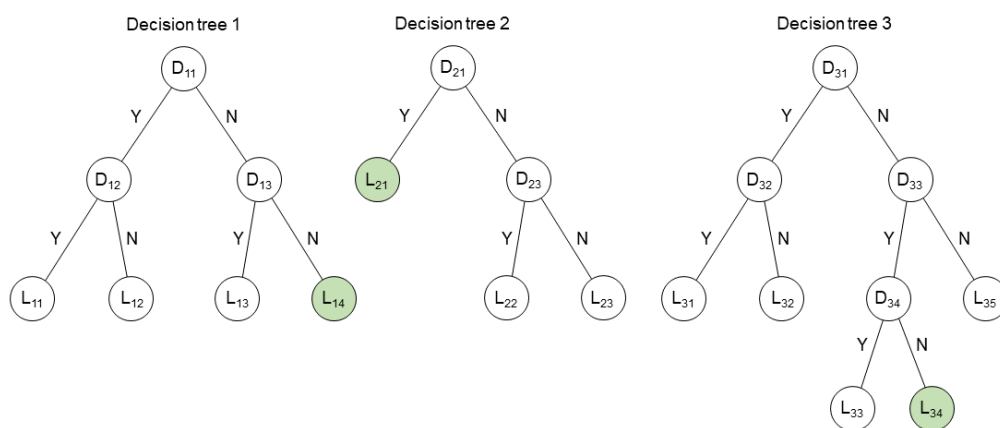 Decision tree 1 Decision tree 2 Decision tree 3
D11 D21 D31
Y N Y N Y N
D12 D13 L21 D23 D32 D33
Y N Y N Y N Y N Y N
L11 L12 L13 L14 L22 L23 L31 L32 D34 L35
Y N
L33 L34